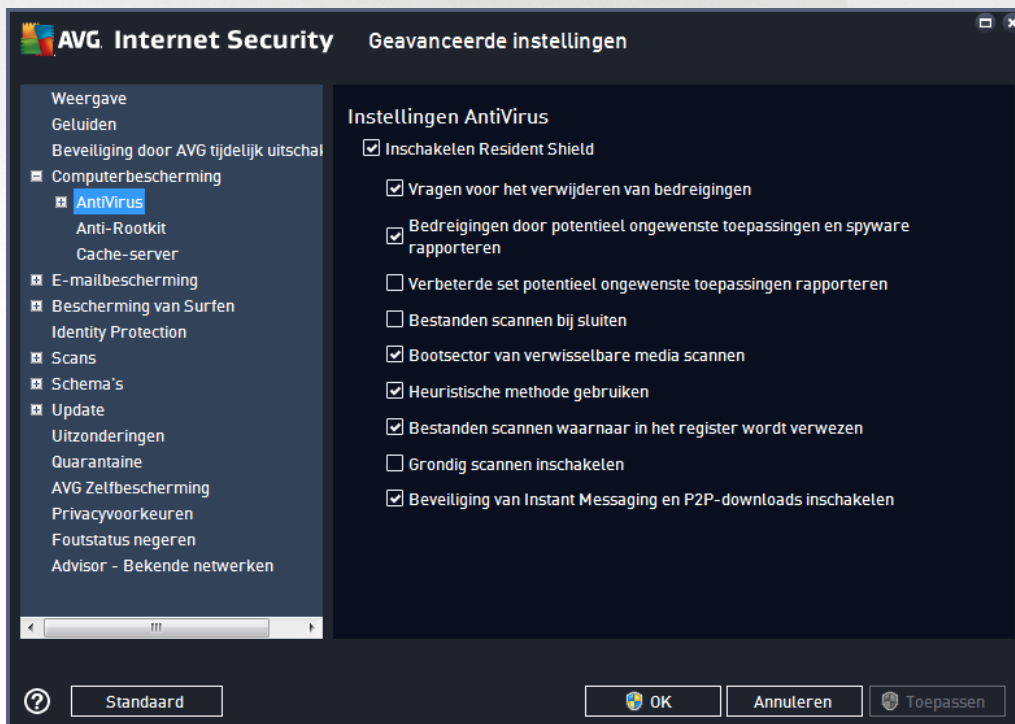 AVG. Internet Security Geavanceerde instellingen
Weergave
Geluiden
Beveiliging door AVG tijdelijk uitschak
Computerbescherming
AntiVirus
Anti-Rootkit
Cache-server
E-mailbescherming
Bescherming van Surfen
Identity Protection
Scans
Schema's
Update
Uitzonderingen
Quarantaine
AVG Zelfbescherming
Privacyvoorkeuren
Foutstatus negeren
Advisor - Bekende netwerken
Instellingen AntiVirus
Inschakelen Resident Shield
Vragen voor het verwijderen van bedreigingen
Bedreigingen door potentieel ongewenste toepassingen en spyware
rapporteren
Verbeterde set potentieel ongewenste toepassingen rapporteren
Bestanden scannen bij sluiten
Bootsector van verwisselbare media scannen
Heuristische methode gebruiken
Bestanden scannen waarnaar in het register wordt verwezen
Grondig scannen inschakelen
Beveiliging van Instant Messaging en P2P-downloads inschakelen
? Standaard OK Annuleren Toepassen